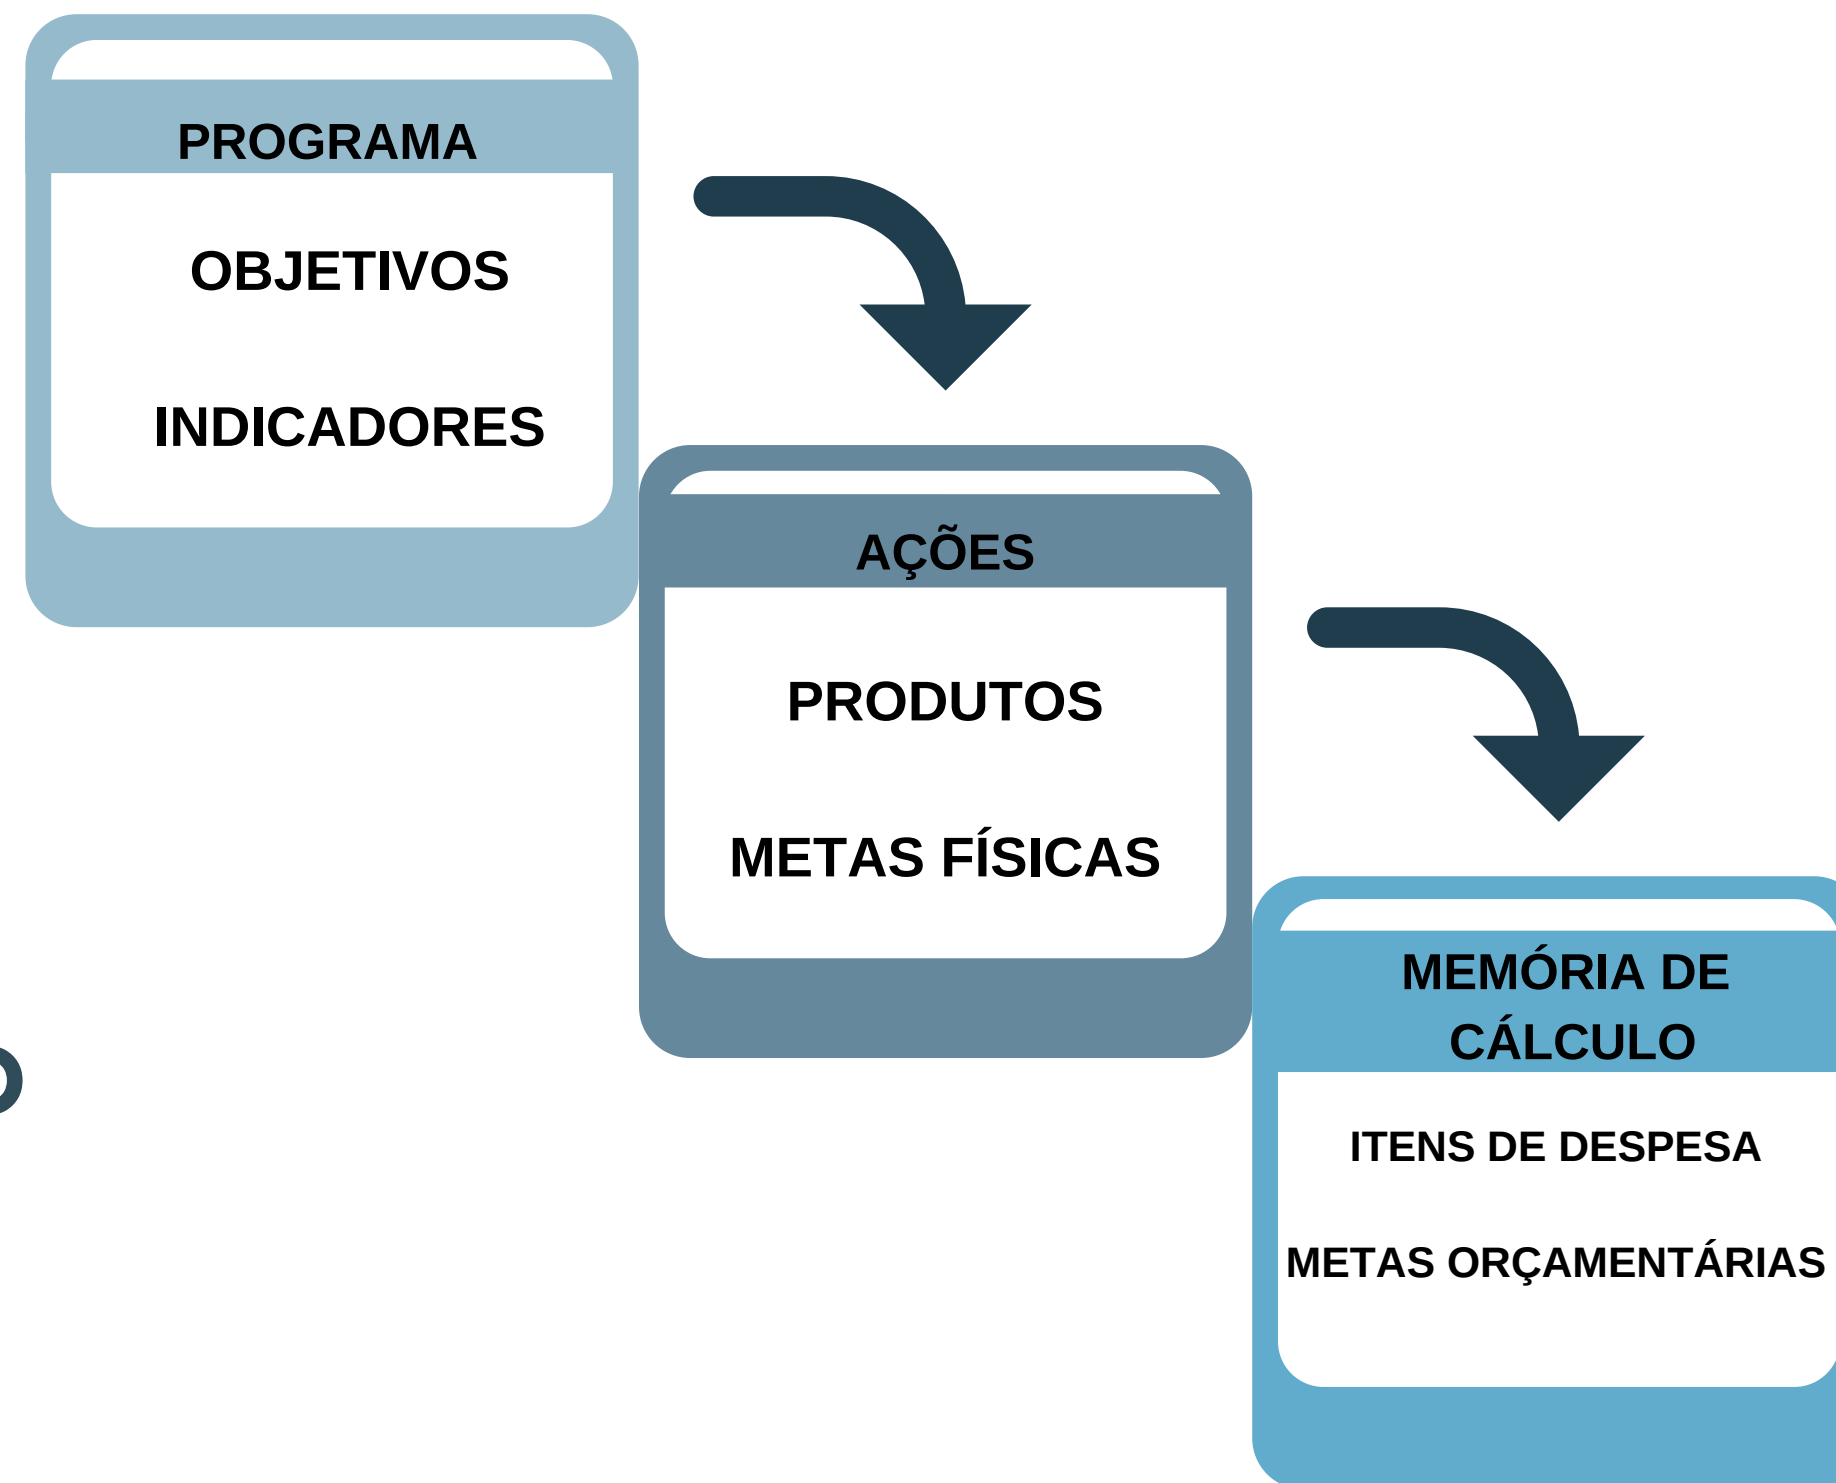 PROGRAMA
OBJETIVOS
INDICADORES
AÇÕES
PRODUTOS
METAS FÍSICAS
MEMÓRIA DE
CÁLCULO
ITENS DE DESPESA
METAS ORÇAMENTÁRIAS